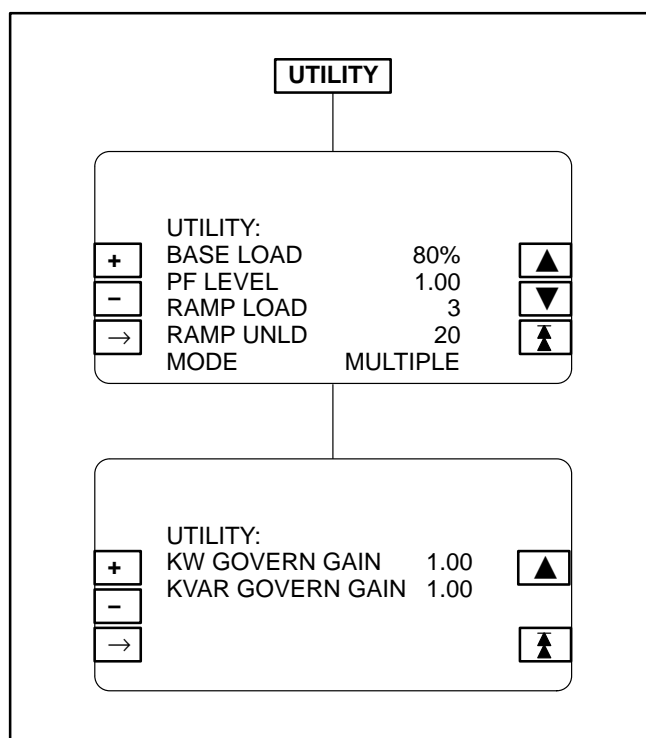 UTILITY
UTILITY:
BASE LOAD 80%
PF LEVEL 1.00
RAMP LOAD 3
RAMP UNLD 20
MODE MULTIPLE
+
−
→
▲
▼
UTILITY:
KW GOVERN GAIN 1.00
KVAR GOVERN GAIN 1.00
+
−
→
▲